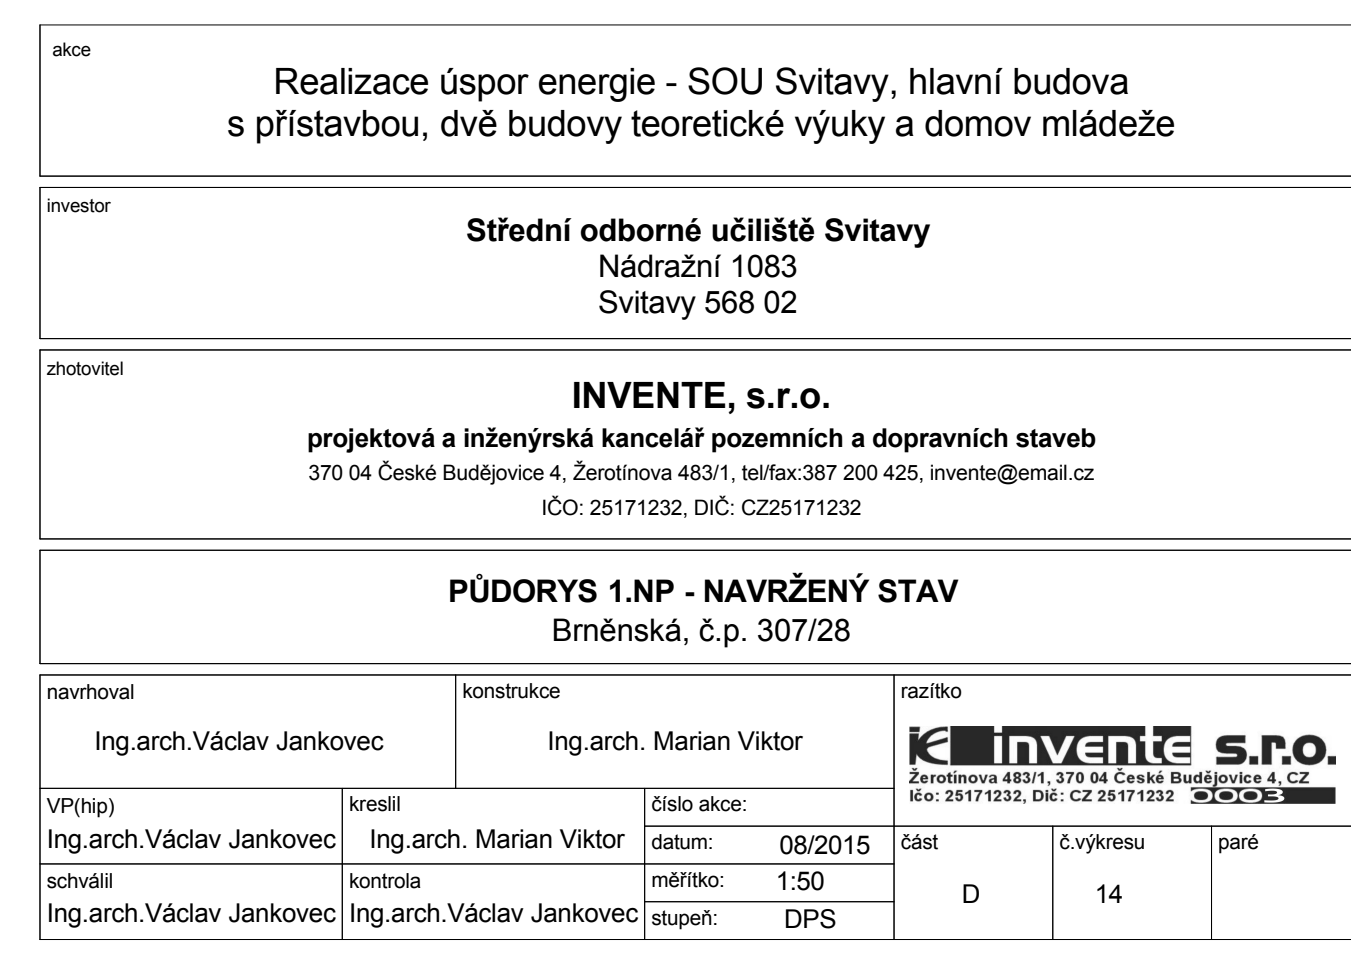 akce
Realizace úspor energie - SOU Svitavy, hlavní budova
s přístavbou, dvě budovy teoretické výuky a domov mládeže
investor
Střední odborné učiliště Svitavy
Nádražní 1083
Svitavy 568 02
zhotovitel
INVENTE, s.r.o.
projektová a inženýrská kancelář pozemních a dopravních staveb
370 04 České Budějovice 4, Žerotínova 483/1, tel/fax:387 200 425, invente@email.cz
IČO: 25171232, DIČ: CZ25171232
PŮDORYS 1.NP - NAVRŽENÝ STAV
Brněnská, č.p. 307/28
navrhoval
Ing.arch.Václav Jankovec
konstrukce
Ing.arch. Marian Viktor
razítko
invente s.r.o.
Žerotínova 483/1, 370 04 České Budějovice 4, CZ
Ičo: 25171232, Dič: CZ 25171232 0003
VP(hip)
Ing.arch.Václav Jankovec
kreslil
Ing.arch. Marian Viktor
číslo akce:
datum: 08/2015
schválil
Ing.arch.Václav Jankovec
kontrola
Ing.arch.Václav Jankovec
měřítko: 1:50
stupeň: DPS
část
D
č.výkresu
14
paré